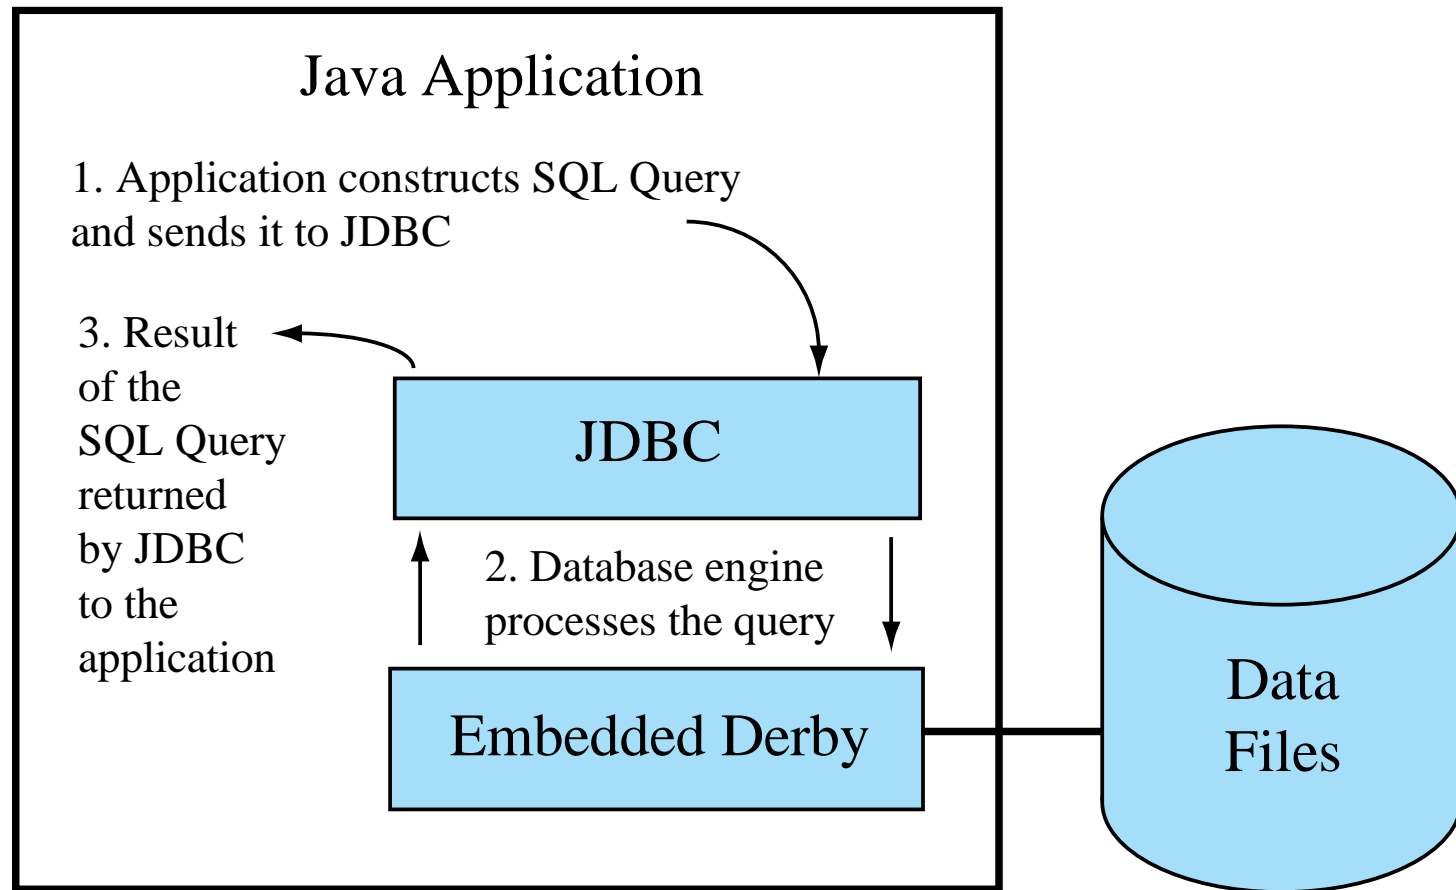 Java Application
1. Application constructs SQL Query
and sends it to JDBC
3. Result
of the
SQL Query
returned
by JDBC
to the
application
JDBC
2. Database engine
processes the query
Embedded Derby
Data
Files